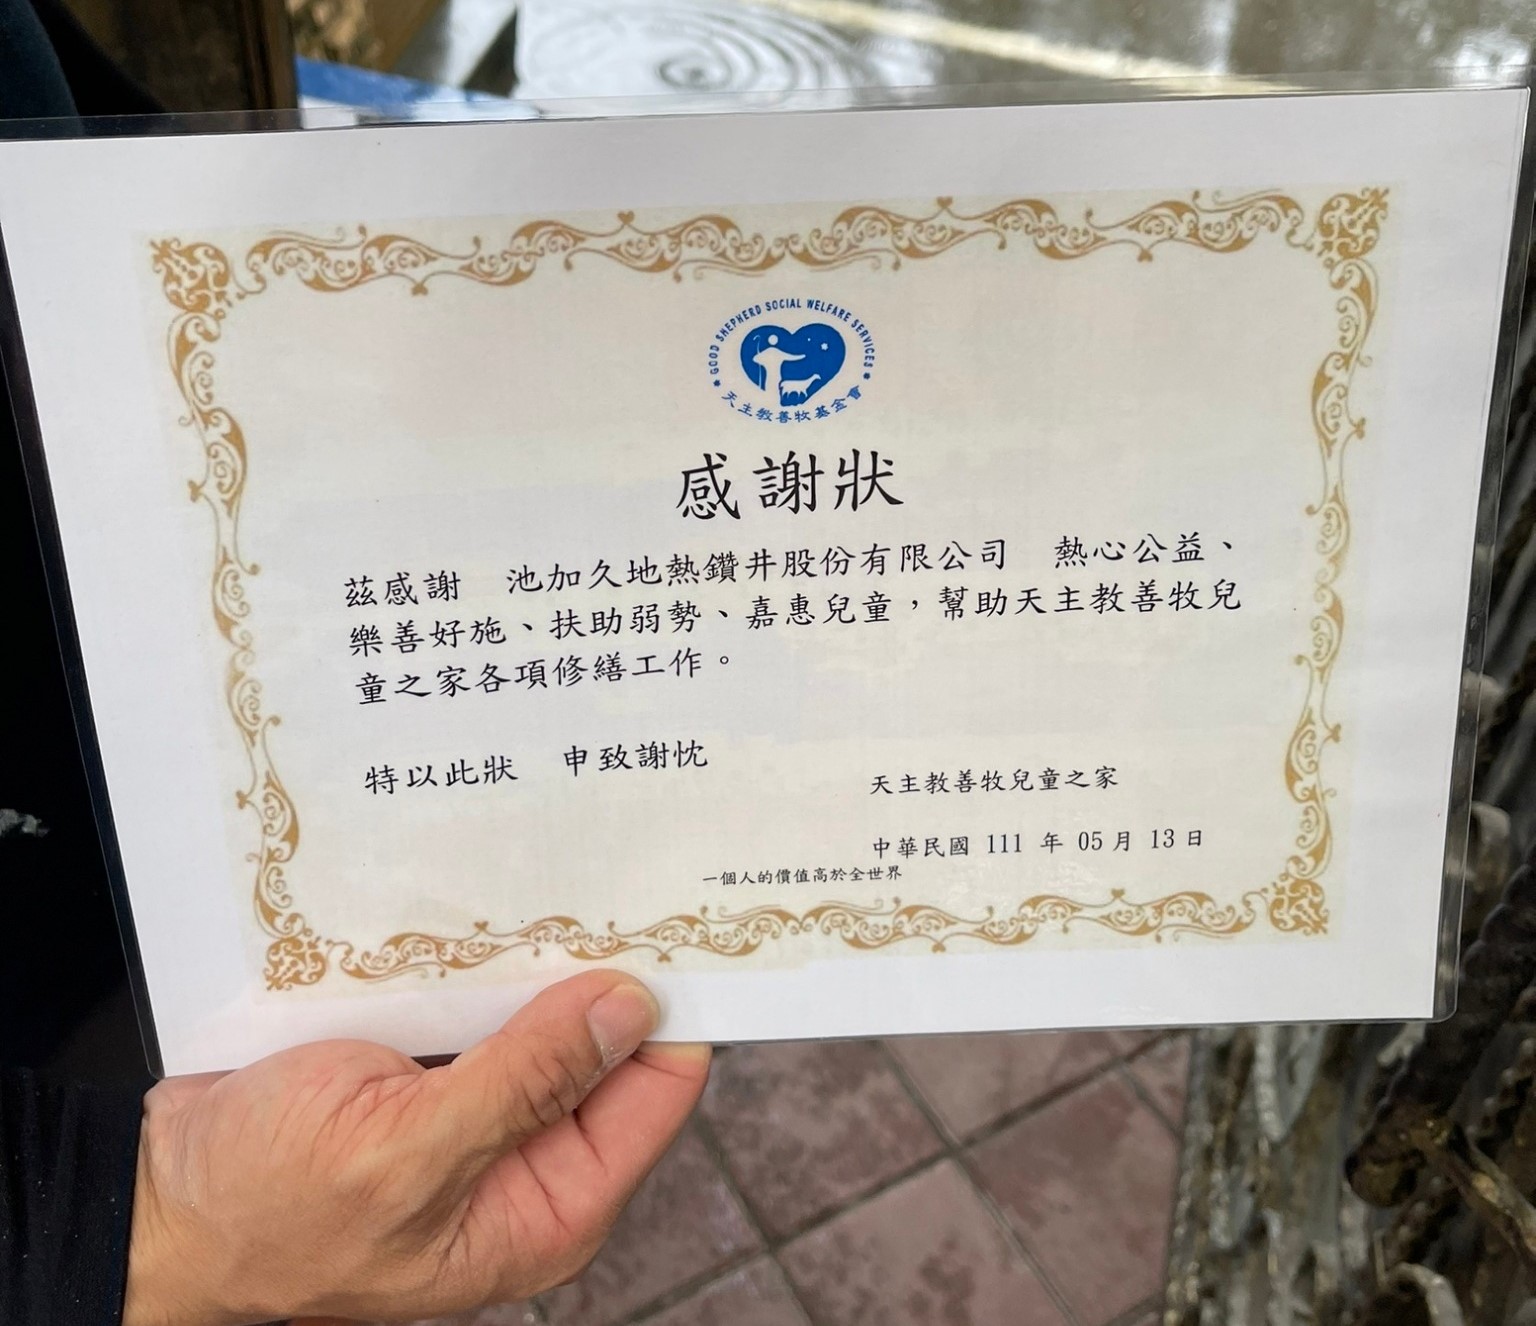 GOOD SHEPHERD SOCIAL WELFARE SERVICES
天主教善牧基金會
感謝狀
茲感謝　池加久地熱鑽井股份有限公司　熱心公益、
樂善好施、扶助弱勢、嘉惠兒童，幫助天主教善牧兒
童之家各項修繕工作。
特以此狀　申致謝忱
天主教善牧兒童之家
中華民國 111 年 05 月 13 日
一個人的價值高於全世界